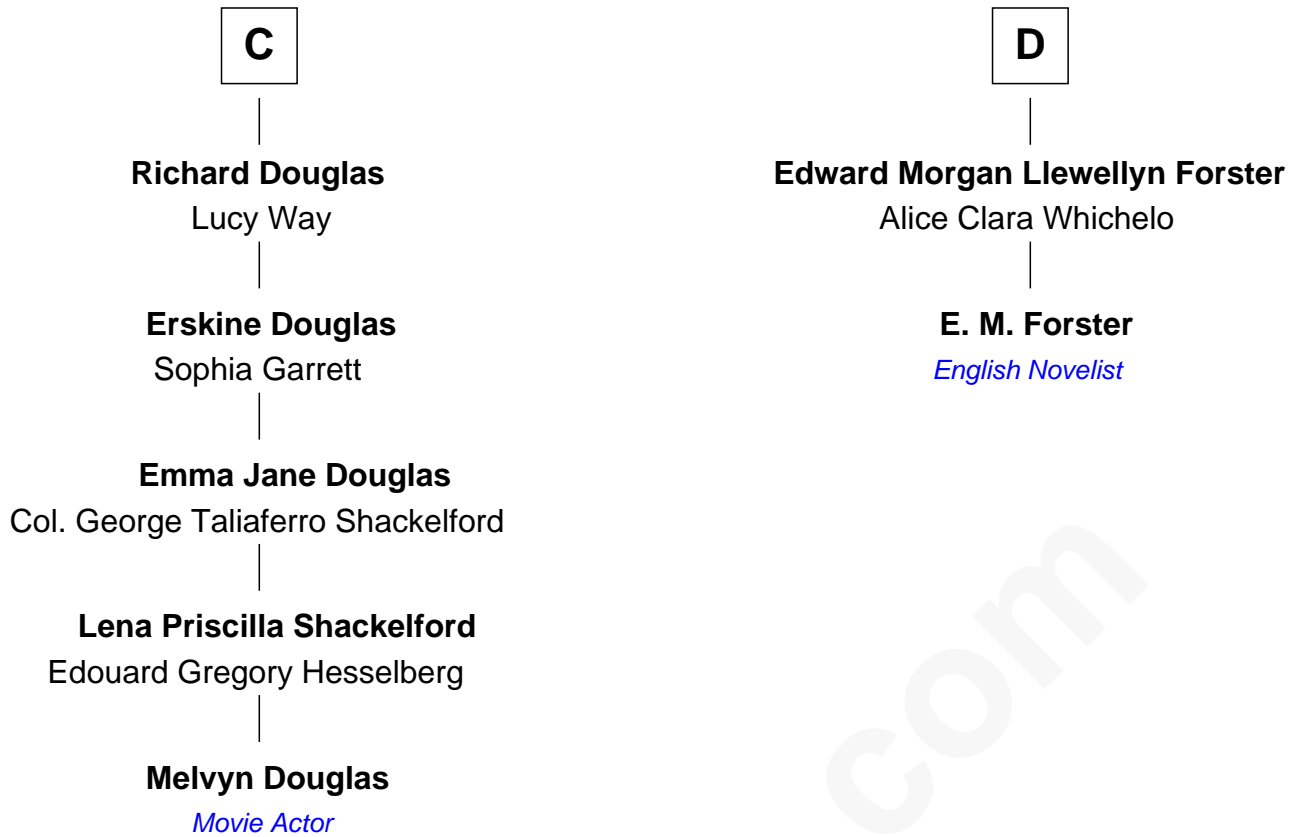 C
Richard Douglas
Lucy Way
Erskine Douglas
Sophia Garrett
Emma Jane Douglas
Col. George Taliaferro Shackelford
Lena Priscilla Shackelford
Edouard Gregory Hesselberg
Melvyn Douglas
Movie Actor
D
Edward Morgan Llewellyn Forster
Alice Clara Whichelo
E. M. Forster
English Novelist
com